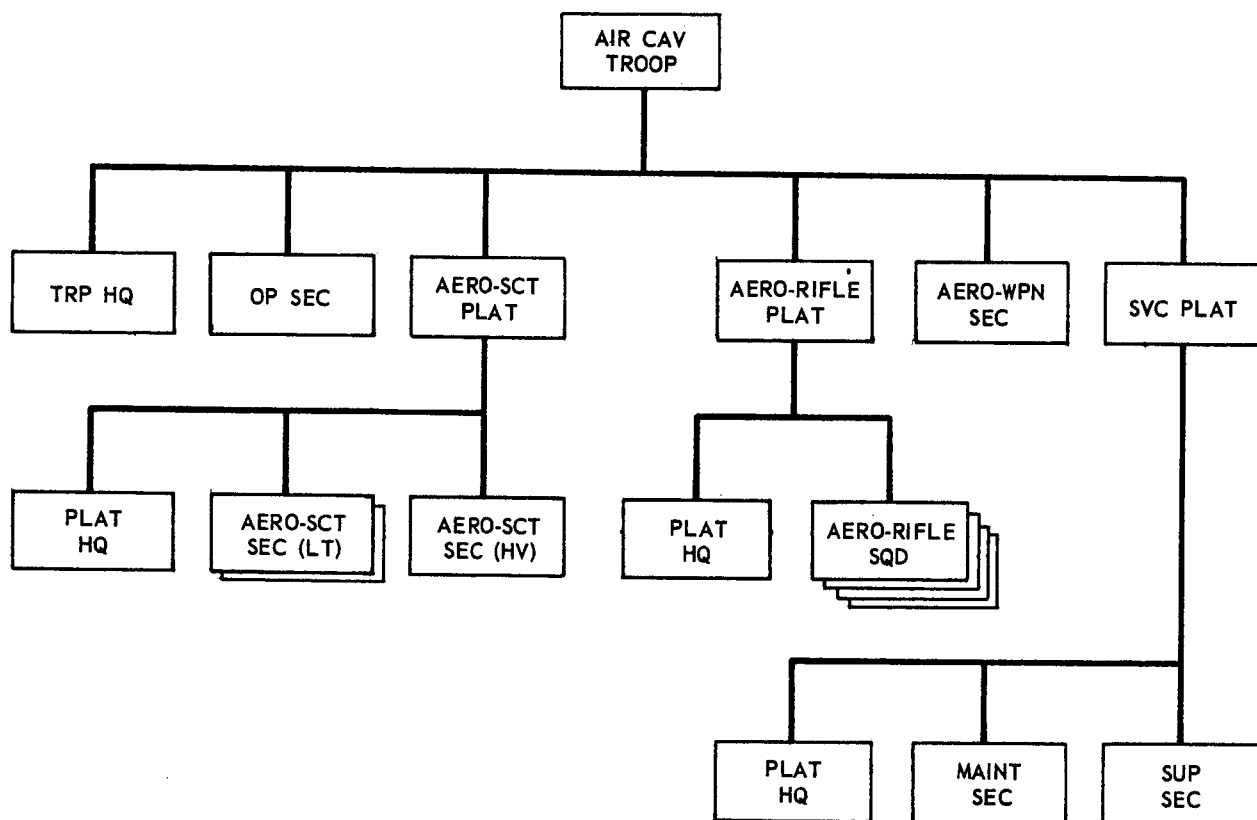 AIR CAV
TROOP
TRP HQ
OP SEC
AERO-SCT
PLAT
AERO-RIFLE
PLAT
AERO-WPN
SEC
SVC PLAT
PLAT
HQ
AERO-SCT
SEC (LT)
AERO-SCT
SEC (HV)
PLAT
HQ
AERO-RIFLE
SQD
PLAT
HQ
MAINT
SEC
SUP
SEC